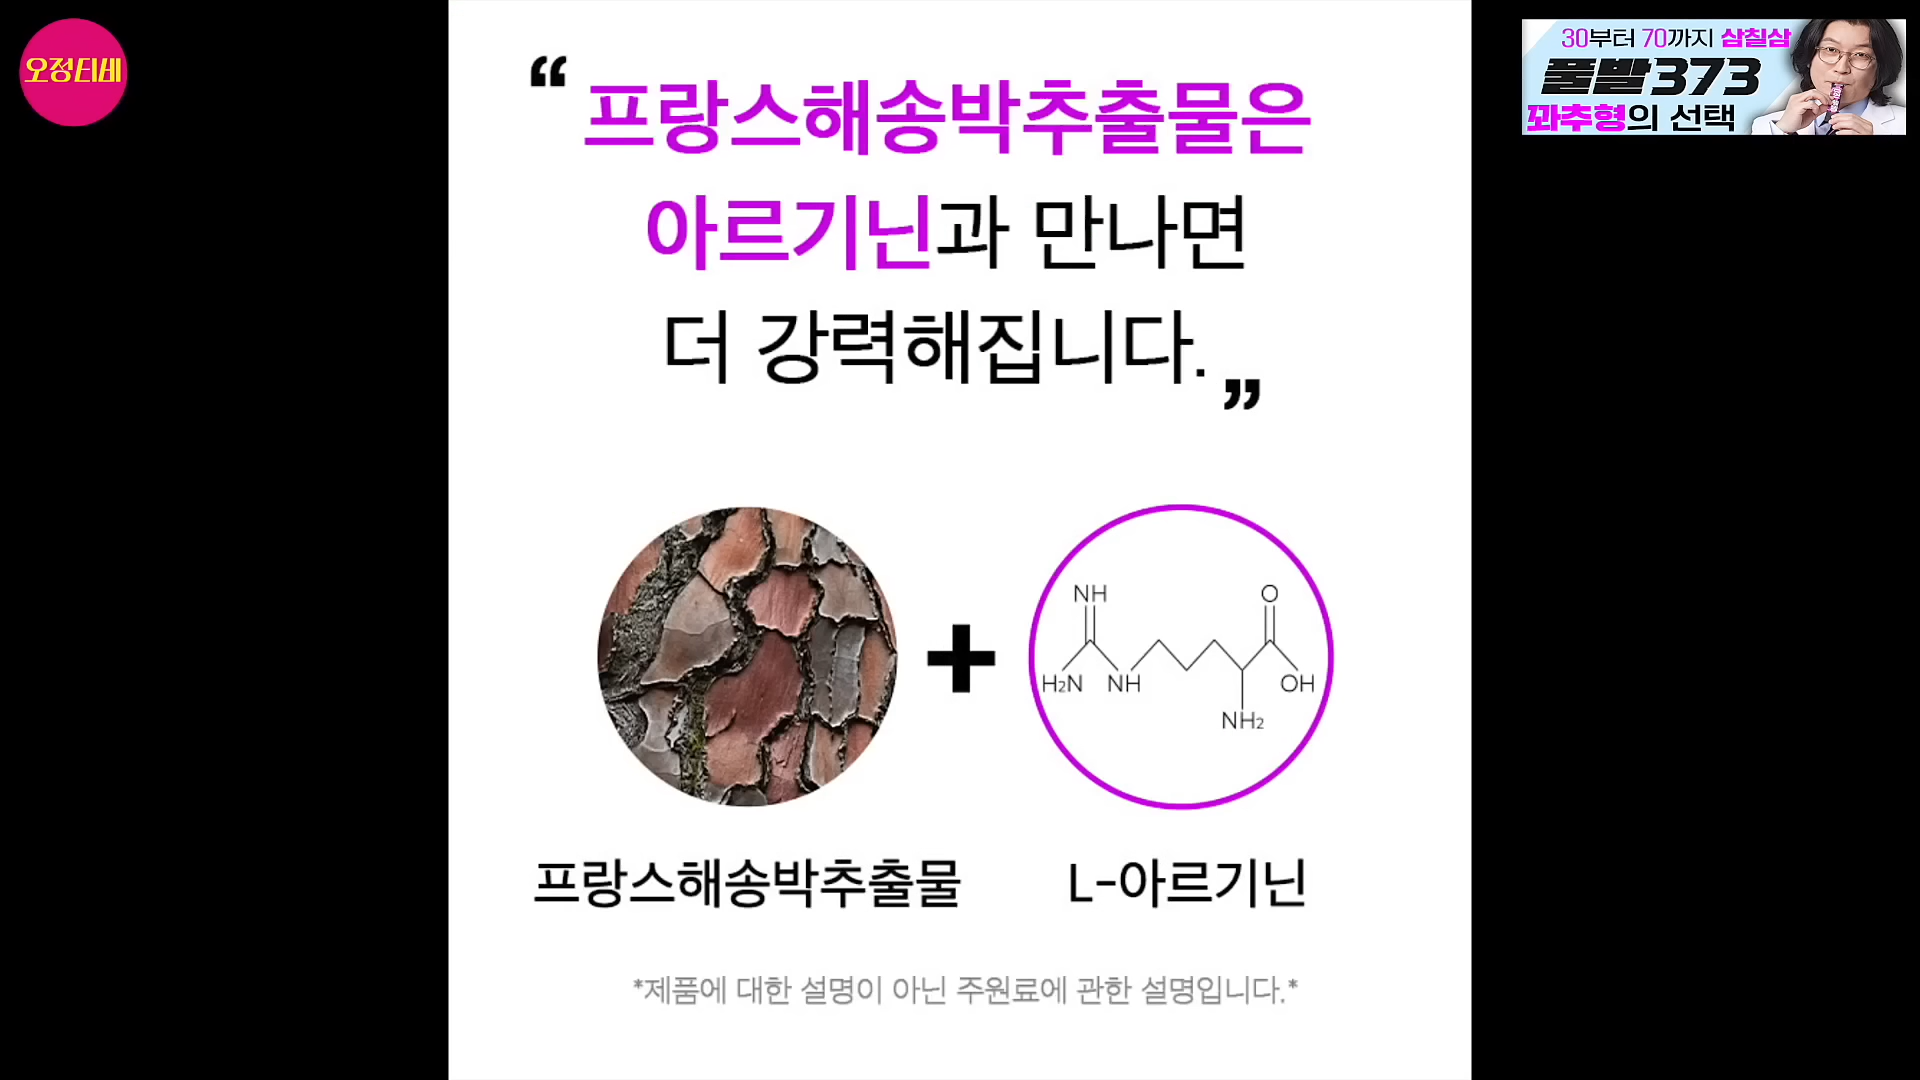 오정티비
30부터 70까지 삼칠삼
풀발373
꽈추형의 선택
“프랑스해송박추출물은
아르기닌과 만나면
더 강력해집니다.”
NH
O
H₂N
NH
OH
NH₂
프랑스해송박추출물
L-아르기닌
*제품에 대한 설명이 아닌 주원료에 관한 설명입니다.*